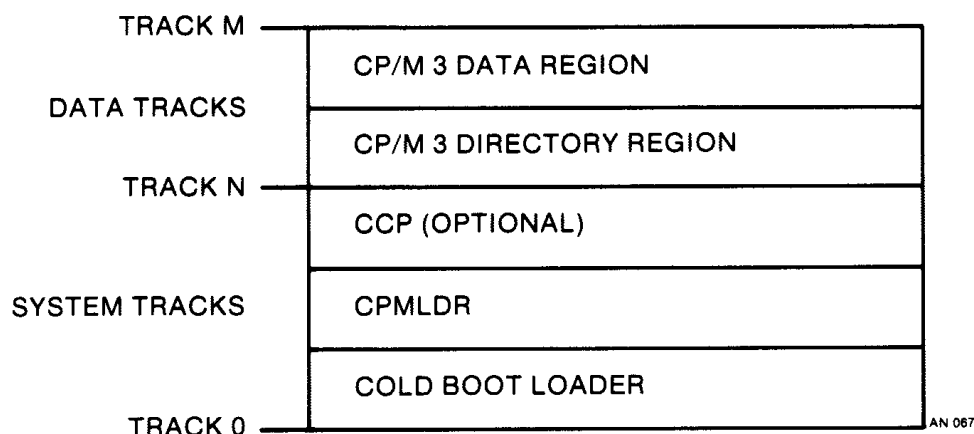 TRACK M
CP/M 3 DATA REGION
DATA TRACKS
CP/M 3 DIRECTORY REGION
TRACK N
CCP (OPTIONAL)
SYSTEM TRACKS
CPMLDR
COLD BOOT LOADER
TRACK 0
AN 067